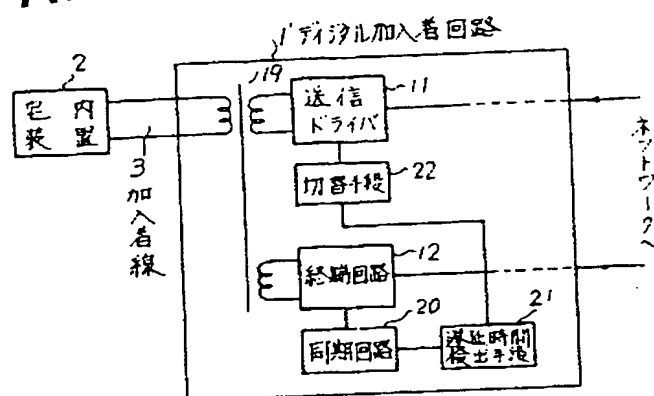 1' ディジタル加入者回路
2
宅内
装置
3
加入者線
19
送信
ドライバ
11
切替手段
22
終端回路
12
同期回路
20
遅延時間
検出手段
21
ネットワークへ